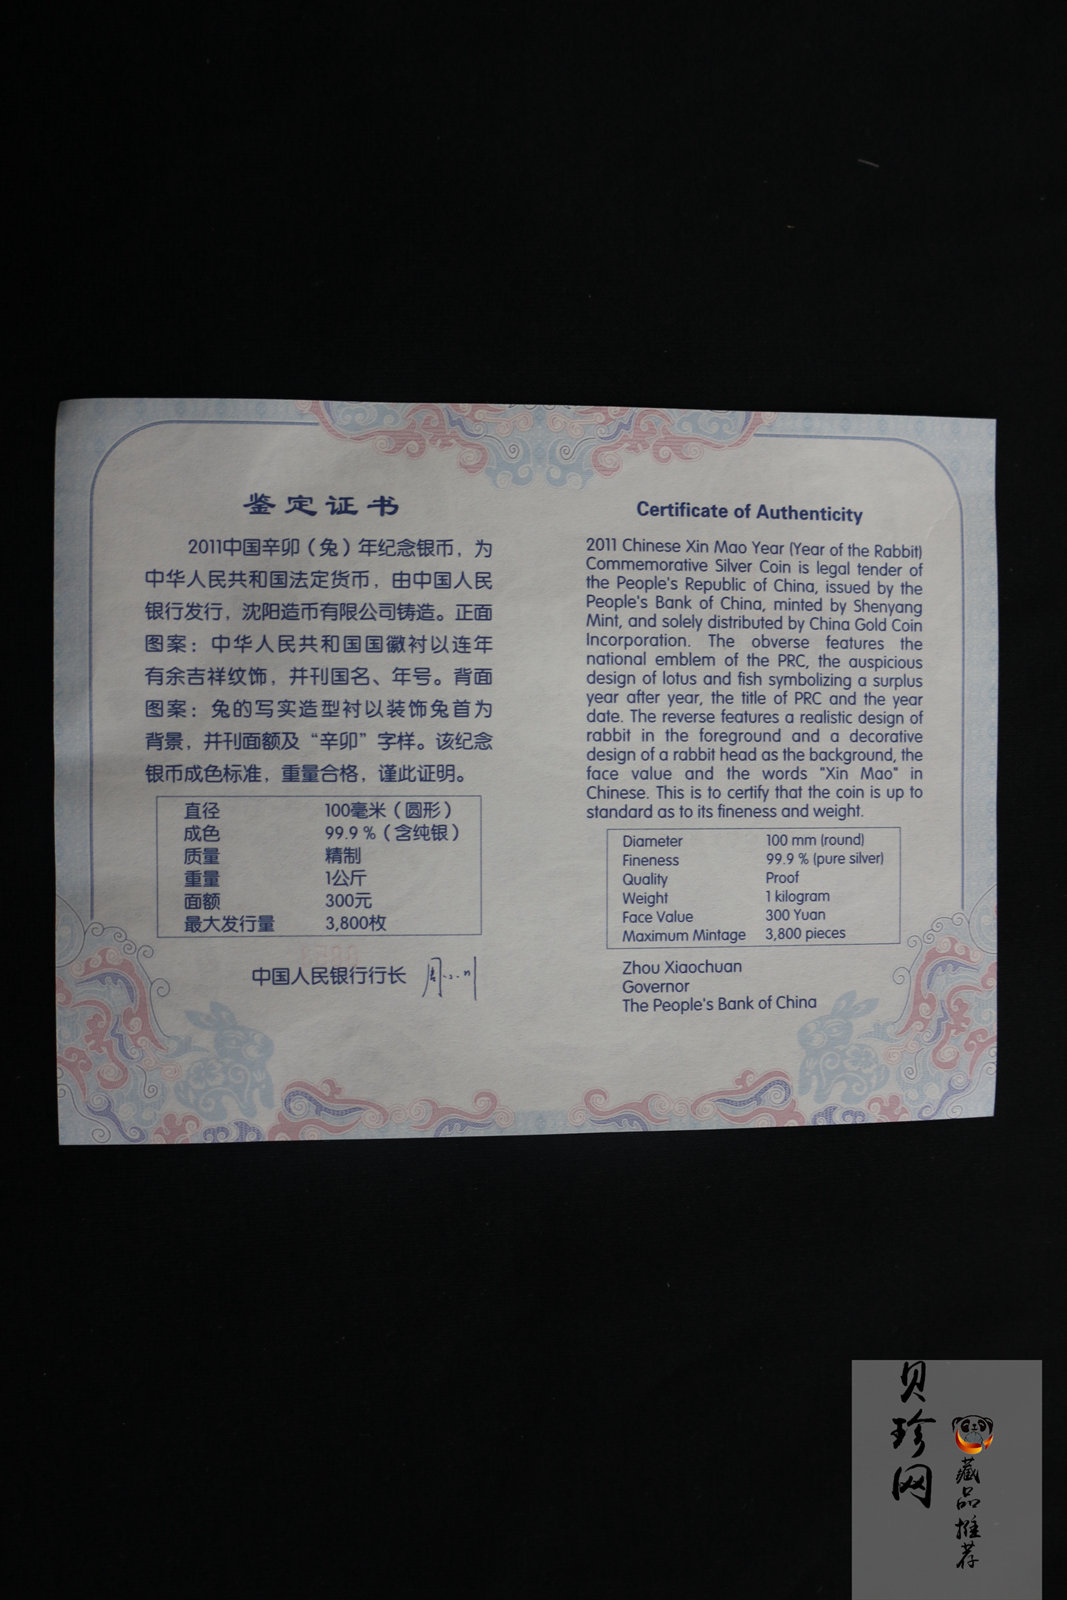 鉴定证书
2011中国辛卯（兔）年纪念银币，为
中华人民共和国法定货币，由中国人民
银行发行，沈阳造币有限公司铸造。正面
图案：中华人民共和国国徽衬以连年
有余吉祥纹饰，并刊国名、年号。背面
图案：兔的写实造型衬以装饰兔首为
背景，并刊面额及“辛卯”字样。该纪念
银币成色标准，重量合格，谨此证明。
直径 100毫米（圆形）
成色 99.9 %（含纯银）
质量 精制
重量 1公斤
面额 300元
最大发行量 3,800枚
中国人民银行行长
Certificate of Authenticity
2011 Chinese Xin Mao Year (Year of the Rabbit)
Commemorative Silver Coin is legal tender of
the People's Republic of China, issued by the
People's Bank of China, minted by Shenyang
Mint, and solely distributed by China Gold Coin
Incorporation. The obverse features the
national emblem of the PRC, the auspicious
design of lotus and fish symbolizing a surplus
year after year, the title of PRC and the year
date. The reverse features a realistic design of
rabbit in the foreground and a decorative
design of a rabbit head as the background, the
face value and the words "Xin Mao" in
Chinese. This is to certify that the coin is up to
standard as to its fineness and weight.
Diameter 100 mm (round)
Fineness 99.9 % (pure silver)
Quality Proof
Weight 1 kilogram
Face Value 300 Yuan
Maximum Mintage 3,800 pieces
Zhou Xiaochuan
Governor
The People's Bank of China
贝珍网
藏品推荐